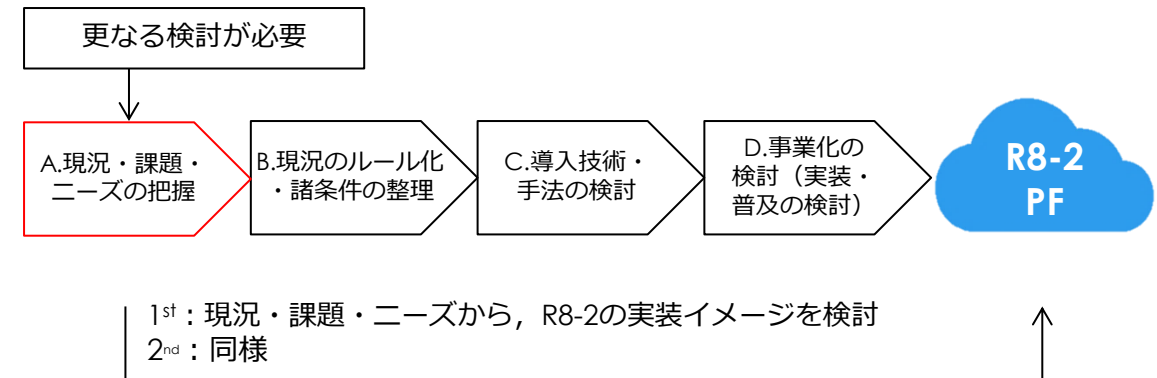 更なる検討が必要
A.現況・課題・
ニーズの把握
B.現況のルール化
・諸条件の整理
C.導入技術・
手法の検討
D.事業化の
検討（実装・
普及の検討）
R8-2
PF
1st：現況・課題・ニーズから，R8-2の実装イメージを検討
2nd：同様